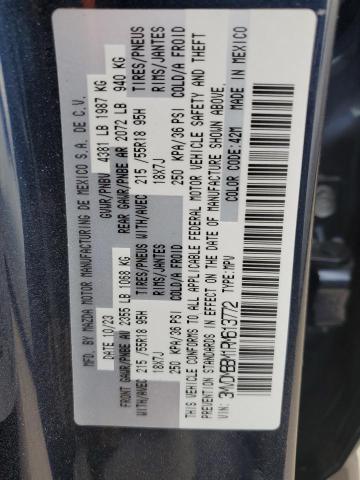 MFD BY MAZDA MOTOR MANUFACTURING
DE MEXICO S.A. DE C.V.
DATE: 10/23 GVWR/PNBV 4381 LB 1987 KG
FRONT GAWR/PNBE AV 2355 LB 1068 KG REAR GAWR/PNBE AR 2072 LB 940 KG
WITH/AVEC 215 /55R18 95H TIRES/PNEUS WITH/AVEC 215 /55R18 95H TIRES/PNEUS
18X7J RIMS/JANTES 18X7J RIMS/JANTES
250 KPA/36 PSI COLD/A FROID 250 KPA/36 PSI COLD/A FROID
THIS VEHICLE CONFORMS TO ALL APPLICABLE FEDERAL MOTOR VEHICLE SAFETY AND THEFT
PREVENTION STANDARDS IN EFFECT ON THE DATE OF MANUFACTURE SHOWN ABOVE.
VIN: TYPE: MPV COLOR CODE: 42M MADE IN MEXICO